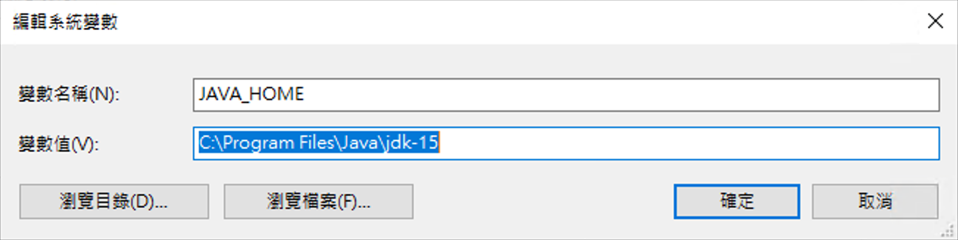 編輯系統變數
變數名稱(N):
JAVA_HOME
變數值(V):
C:\Program Files\Java\jdk-15
瀏覽目錄(D)...
瀏覽檔案(F)...
確定
取消